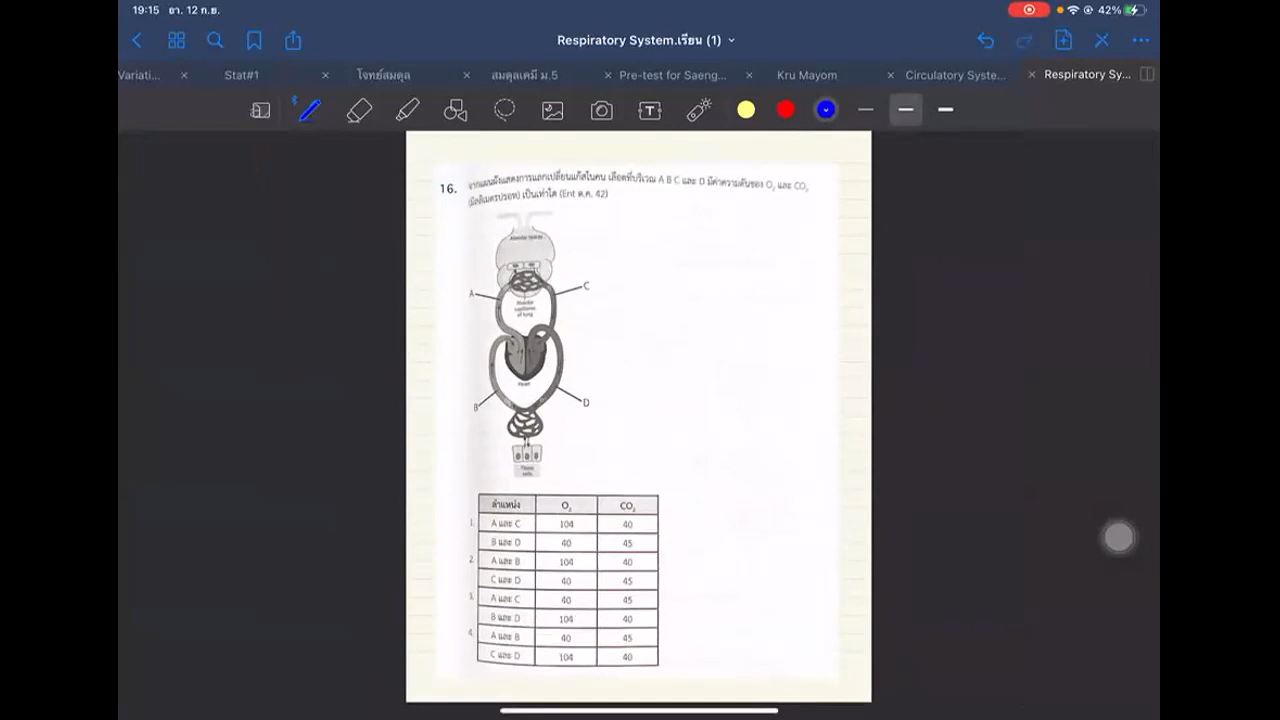 19:15 อา. 12 ก.ย.
42%
Respiratory System.เรียน (1)
Variati... × Stat#1 × โจทย์สมดุล × สมดุลเคมี ม.5 × Pre-test for Saeng... × Kru Mayom × Circulatory Syste... × Respiratory Sy...
16. จากแผนผังแสดงการแลกเปลี่ยนแก๊สในคน เลือดที่บริเวณ A B C และ D มีค่าความดันของ O₂ และ CO₂
(มิลลิเมตรปรอท) เป็นเท่าใด (Ent ต.ค. 42)
A
C
Alveolar
capillaries
of lung
Heart
B
D
Tissue
cells
ตำแหน่ง O₂ CO₂
1. A และ C 104 40
B และ D 40 45
2. A และ B 104 40
C และ D 40 45
3. A และ C 40 45
B และ D 104 40
4. A และ B 40 45
C และ D 104 40